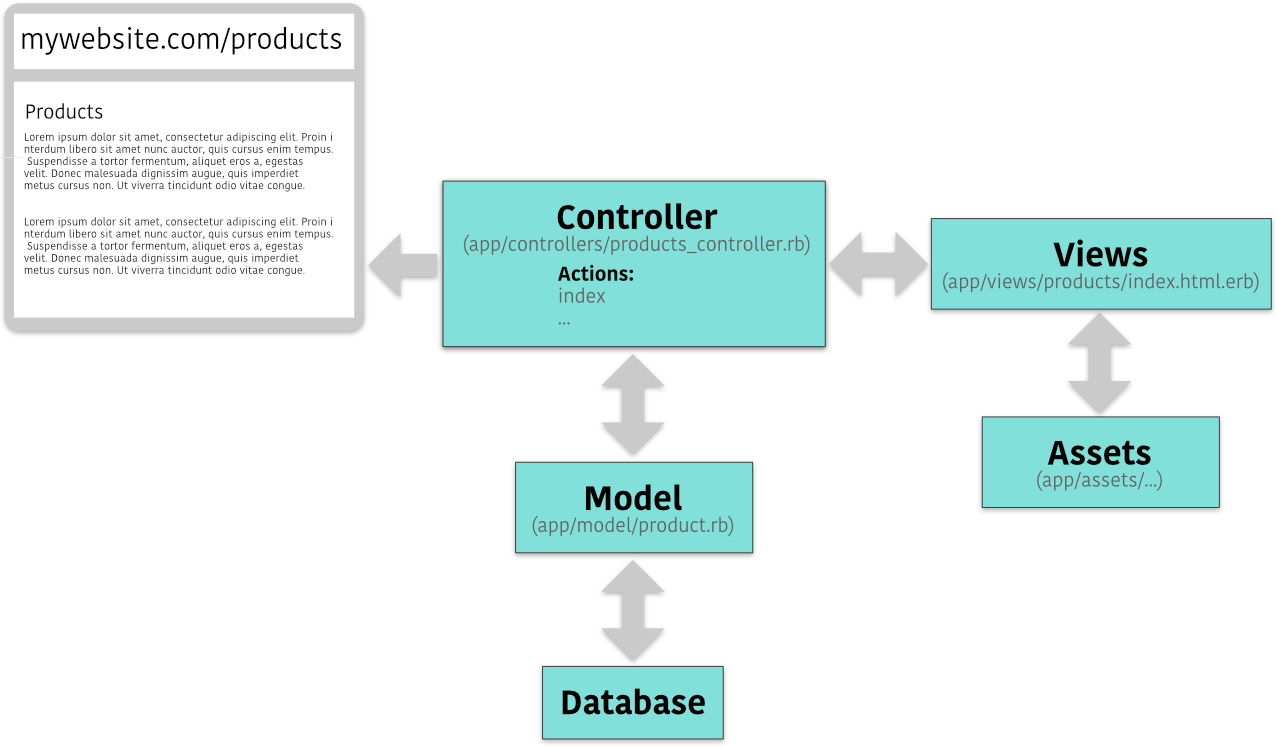 mywebsite.com/products
Products
Lorem ipsum dolor sit amet, consectetur adipiscing elit. Proin i
nterdum libero sit amet nunc auctor, quis cursus enim tempus.
Suspendisse a tortor fermentum, aliquet eros a, egestas
velit. Donec malesuada dignissim augue, quis imperdiet
metus cursus non. Ut viverra tincidunt odio vitae congue.
Lorem ipsum dolor sit amet, consectetur adipiscing elit. Proin i
nterdum libero sit amet nunc auctor, quis cursus enim tempus.
Suspendisse a tortor fermentum, aliquet eros a, egestas
velit. Donec malesuada dignissim augue, quis imperdiet
metus cursus non. Ut viverra tincidunt odio vitae congue.
Controller
(app/controllers/products_controller.rb)
Actions:
index
...
Views
(app/views/products/index.html.erb)
Assets
(app/assets/...)
Model
(app/model/product.rb)
Database